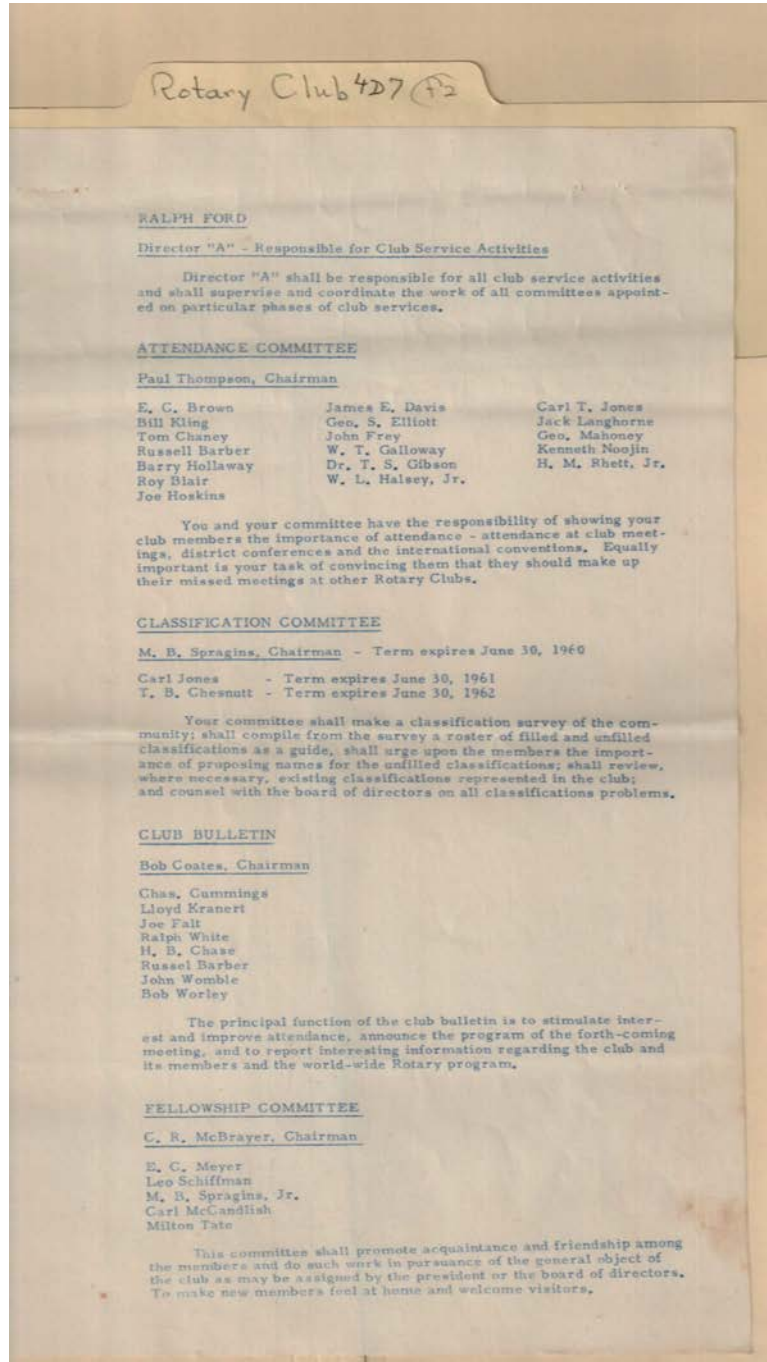 Rotary Club 4D7 F2
RALPH FORD
Director "A" - Responsible for Club Service Activities
Director "A" shall be responsible for all club service activities
and shall supervise and coordinate the work of all committees appoint-
ed on particular phases of club services.
ATTENDANCE COMMITTEE
Paul Thompson, Chairman
E. C. Brown James E. Davis Carl T. Jones
Bill Kling Geo. S. Elliott Jack Langhorne
Tom Chaney John Frey Geo. Mahoney
Russell Barber W. T. Galloway Kenneth Noojin
Barry Hollaway Dr. T. S. Gibson H. M. Rhett, Jr.
Roy Blair W. L. Halsey, Jr.
Joe Hoskins
You and your committee have the responsibility of showing your
club members the importance of attendance - attendance at club meet-
ings, district conferences and the international conventions. Equally
important is your task of convincing them that they should make up
their missed meetings at other Rotary Clubs.
CLASSIFICATION COMMITTEE
M. B. Spragins, Chairman - Term expires June 30, 1960
Carl Jones - Term expires June 30, 1961
T. B. Chesnutt - Term expires June 30, 1962
Your committee shall make a classification survey of the com-
munity; shall compile from the survey a roster of filled and unfilled
classifications as a guide, shall urge upon the members the import-
ance of proposing names for the unfilled classifications; shall review,
where necessary, existing classifications represented in the club;
and counsel with the board of directors on all classifications problems.
CLUB BULLETIN
Bob Coates, Chairman
Chas. Cummings
Lloyd Kranert
Joe Falt
Ralph White
H. B. Chase
Russel Barber
John Womble
Bob Worley
The principal function of the club bulletin is to stimulate inter-
est and improve attendance, announce the program of the forth-coming
meeting, and to report interesting information regarding the club and
its members and the world-wide Rotary program.
FELLOWSHIP COMMITTEE
C. R. McBrayer, Chairman
E. C. Meyer
Leo Schiffman
M. B. Spragins, Jr.
Carl McCandlish
Milton Tate
This committee shall promote acquaintance and friendship among
the members and do such work in pursuance of the general object of
the club as may be assigned by the president or the board of directors.
To make new members feel at home and welcome visitors.